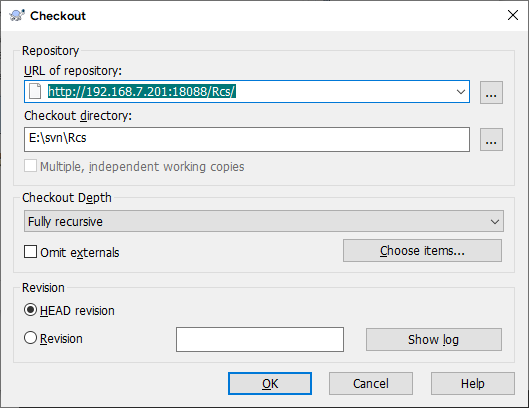 Checkout
Repository
URL of repository:
http://192.168.7.201:18088/Rcs/
...
Checkout directory:
E:\svn\Rcs
...
Multiple, independent working copies
Checkout Depth
Fully recursive
Omit externals
Choose items...
Revision
HEAD revision
Revision
Show log
OK
Cancel
Help